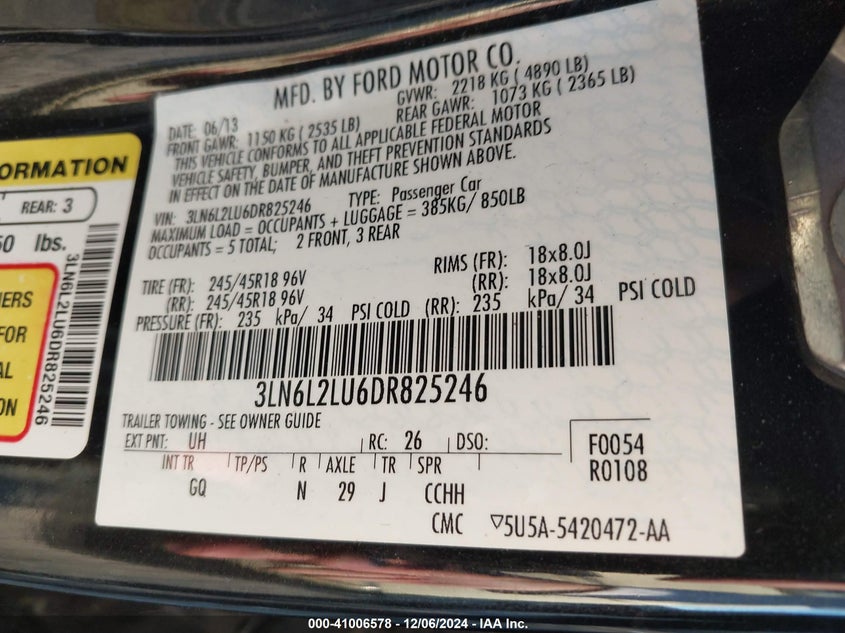 MFD. BY FORD MOTOR CO.
DATE: 06/13 GVWR: 2218 KG ( 4890 LB)
FRONT GAWR: 1150 KG ( 2535 LB) REAR GAWR: 1073 KG ( 2365 LB)
THIS VEHICLE CONFORMS TO ALL APPLICABLE FEDERAL MOTOR
VEHICLE SAFETY, BUMPER, AND THEFT PREVENTION STANDARDS
IN EFFECT ON THE DATE OF MANUFACTURE SHOWN ABOVE.
VIN: 3LN6L2LU6DR825246 TYPE: Passenger Car
MAXIMUM LOAD = OCCUPANTS + LUGGAGE = 385KG/ 850LB
OCCUPANTS = 5 TOTAL; 2 FRONT, 3 REAR
TIRE (FR): 245/45R18 96V RIMS (FR): 18x8.0J
(RR): 245/45R18 96V (RR): 18x8.0J
PRESSURE (FR): 235 kPa/ 34 PSI COLD (RR): 235 kPa/ 34 PSI COLD
3LN6L2LU6DR825246
TRAILER TOWING - SEE OWNER GUIDE
EXT PNT: UH RC: 26 DSO:
INT TR TP/PS R AXLE TR SPR
GQ N 29 J CCHH
F0054
R0108
CMC ▽5U5A-5420472-AA
ORMATION
REAR: 3
50 lbs.
3LN6L2LU6DR825246
NERS
FOR
AL
ON
000-41006578 - 12/06/2024 - IAA Inc.